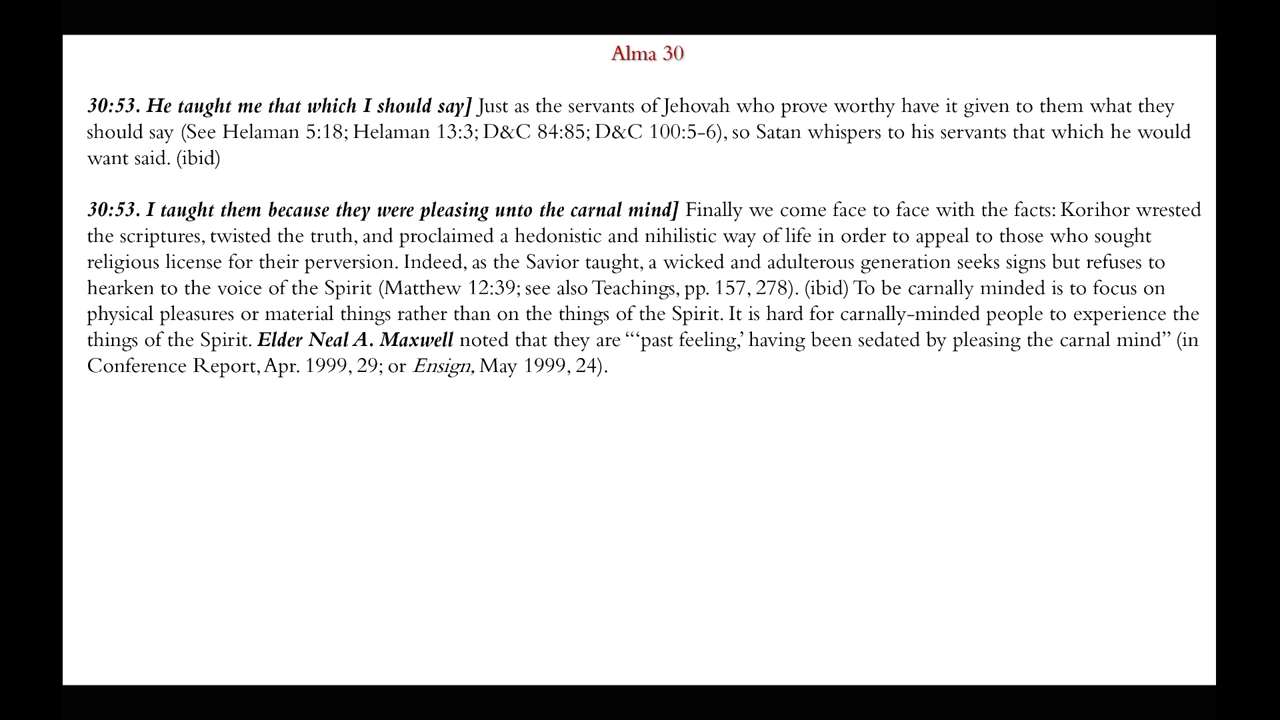 Alma 30
30:53. He taught me that which I should say] Just as the servants of Jehovah who prove worthy have it given to them what they
should say (See Helaman 5:18; Helaman 13:3; D&C 84:85; D&C 100:5-6), so Satan whispers to his servants that which he would
want said. (ibid)
30:53. I taught them because they were pleasing unto the carnal mind] Finally we come face to face with the facts: Korihor wrested
the scriptures, twisted the truth, and proclaimed a hedonistic and nihilistic way of life in order to appeal to those who sought
religious license for their perversion. Indeed, as the Savior taught, a wicked and adulterous generation seeks signs but refuses to
hearken to the voice of the Spirit (Matthew 12:39; see also Teachings, pp. 157, 278). (ibid) To be carnally minded is to focus on
physical pleasures or material things rather than on the things of the Spirit. It is hard for carnally-minded people to experience the
things of the Spirit. Elder Neal A. Maxwell noted that they are “‘past feeling,’ having been sedated by pleasing the carnal mind” (in
Conference Report, Apr. 1999, 29; or Ensign, May 1999, 24).